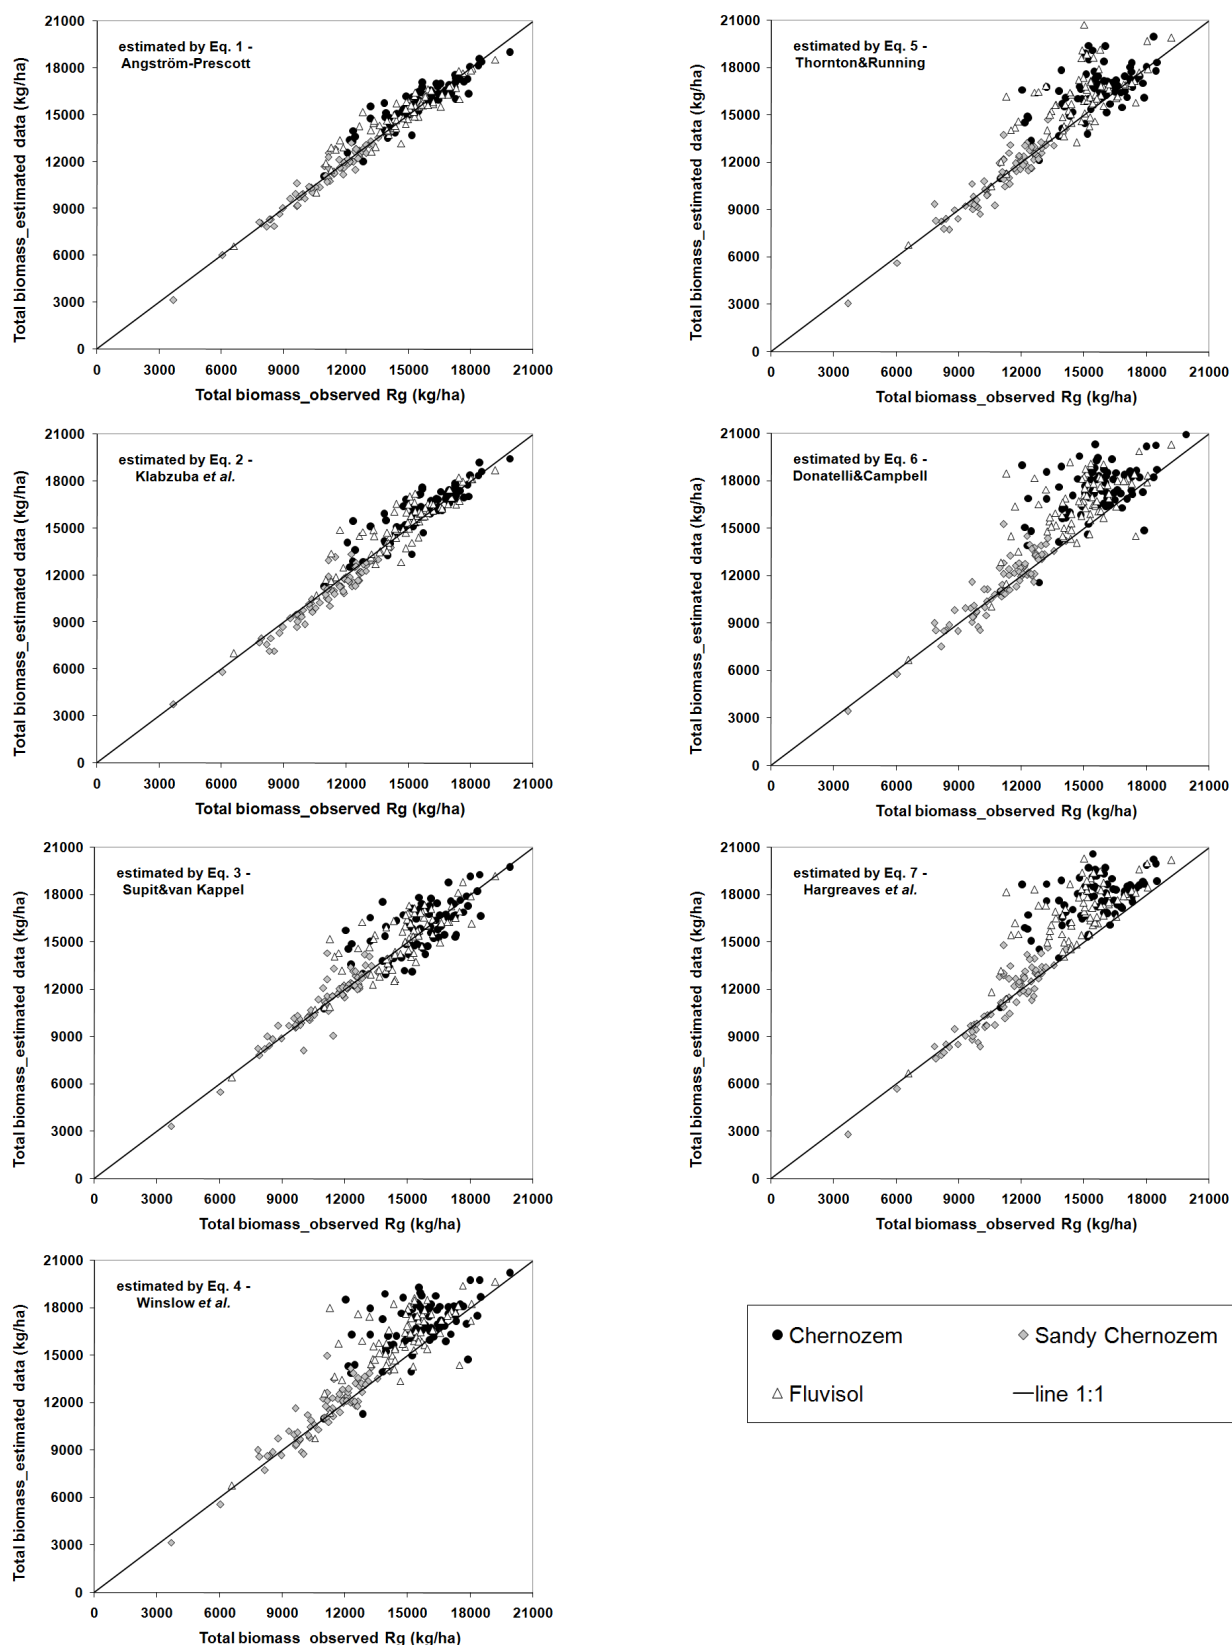 estimated by Eq. 1 -
Angström-Prescott
Total biomass_estimated data (kg/ha)
21000
18000
15000
12000
9000
6000
3000
0
0 3000 6000 9000 12000 15000 18000 21000
Total biomass_observed Rg (kg/ha)
estimated by Eq. 5 -
Thornton&Running
Total biomass_estimated data (kg/ha)
21000
18000
15000
12000
9000
6000
3000
0
0 3000 6000 9000 12000 15000 18000 21000
Total biomass_observed Rg (kg/ha)
estimated by Eq. 2 -
Klabzuba et al.
Total biomass_estimated data (kg/ha)
21000
18000
15000
12000
9000
6000
3000
0
0 3000 6000 9000 12000 15000 18000 21000
Total biomass_observed Rg (kg/ha)
estimated by Eq. 6 -
Donatelli&Campbell
Total biomass_estimated data (kg/ha)
21000
18000
15000
12000
9000
6000
3000
0
0 3000 6000 9000 12000 15000 18000 21000
Total biomass_observed Rg (kg/ha)
estimated by Eq. 3 -
Supit&van Kappel
Total biomass_estimated data (kg/ha)
21000
18000
15000
12000
9000
6000
3000
0
0 3000 6000 9000 12000 15000 18000 21000
Total biomass_observed Rg (kg/ha)
estimated by Eq. 7 -
Hargreaves et al.
Total biomass_estimated data (kg/ha)
21000
18000
15000
12000
9000
6000
3000
0
0 3000 6000 9000 12000 15000 18000 21000
Total biomass_observed Rg (kg/ha)
estimated by Eq. 4 -
Winslow et al.
Total biomass_estimated data (kg/ha)
21000
18000
15000
12000
9000
6000
3000
0
0 3000 6000 9000 12000 15000 18000 21000
Total biomass_observed Rg (kg/ha)
Chernozem Sandy Chernozem
Fluvisol line 1:1